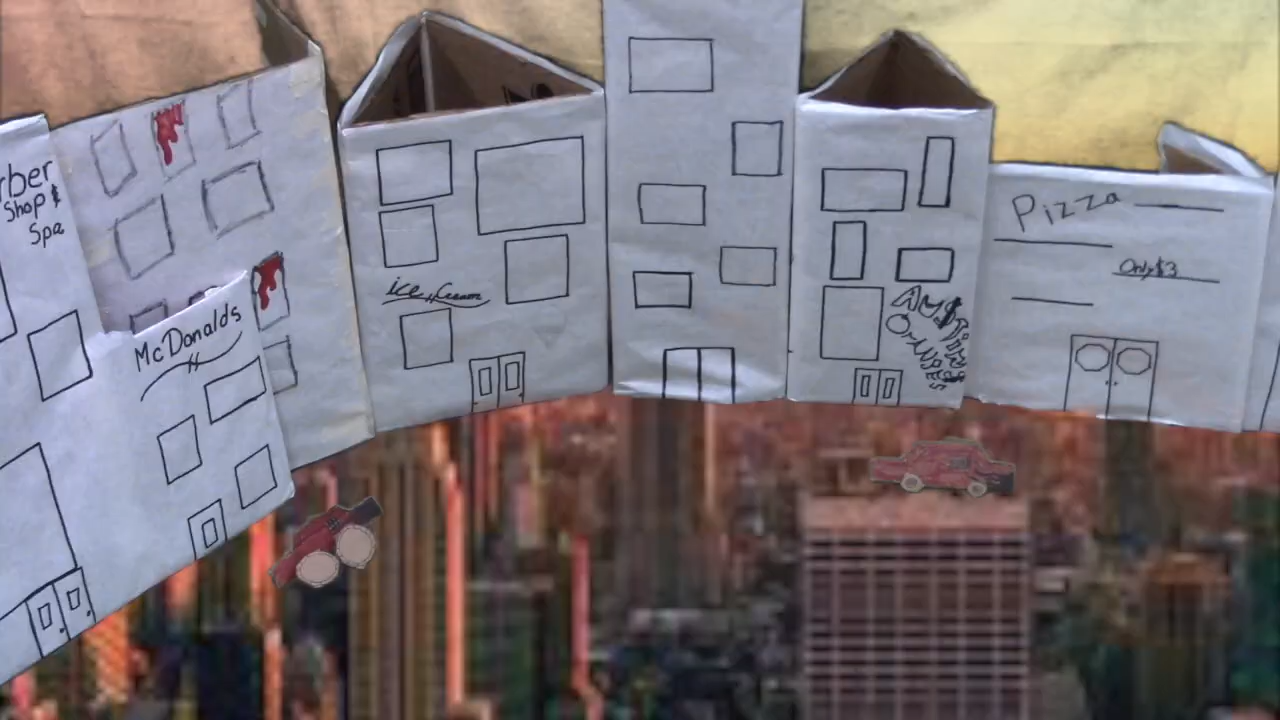 rber
Shop $
Spa
McDonalds
ice Cream
Pizza
Only $3